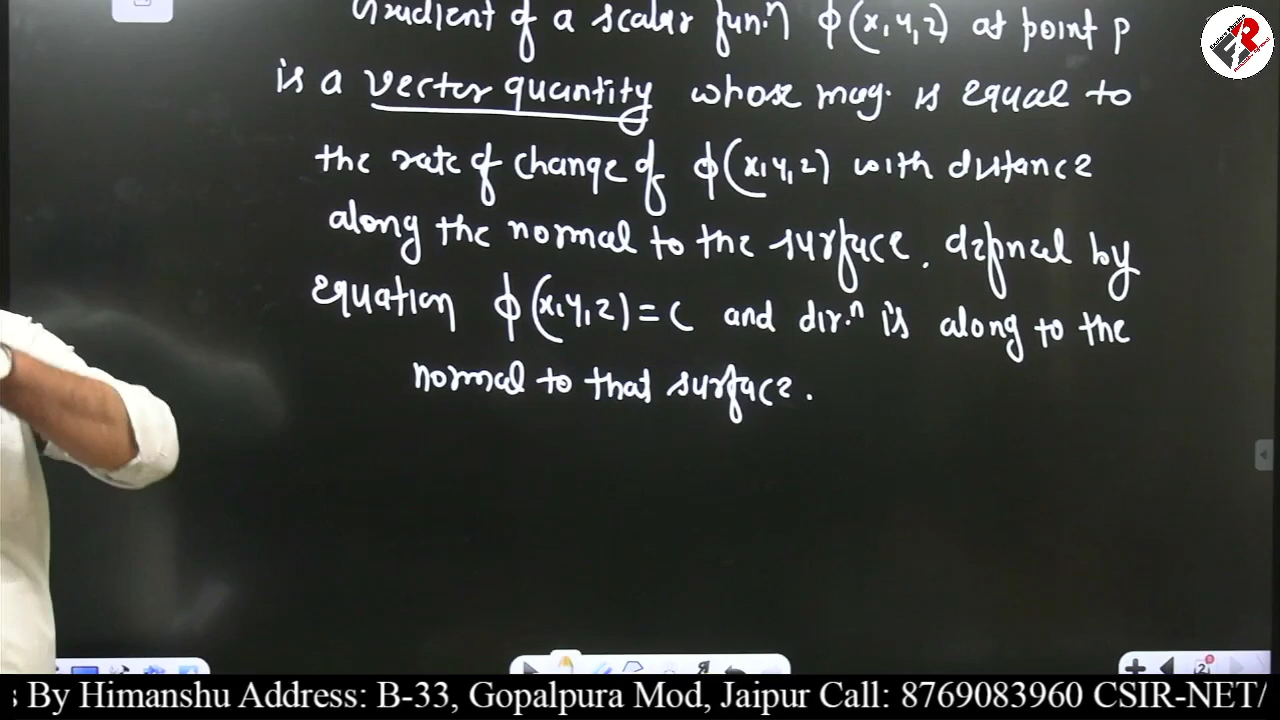 Gradient of a scalar fun.n ϕ(x,y,z) at point p
is a vector quantity whose mag. is equal to
the rate of change of ϕ(x,y,z) with distance
along the normal to the surface. defined by
equation ϕ(x,y,z)=c and dir.n is along to the
normal to that surface.
s By Himanshu Address: B-33, Gopalpura Mod, Jaipur Call: 8769083960 CSIR-NET/